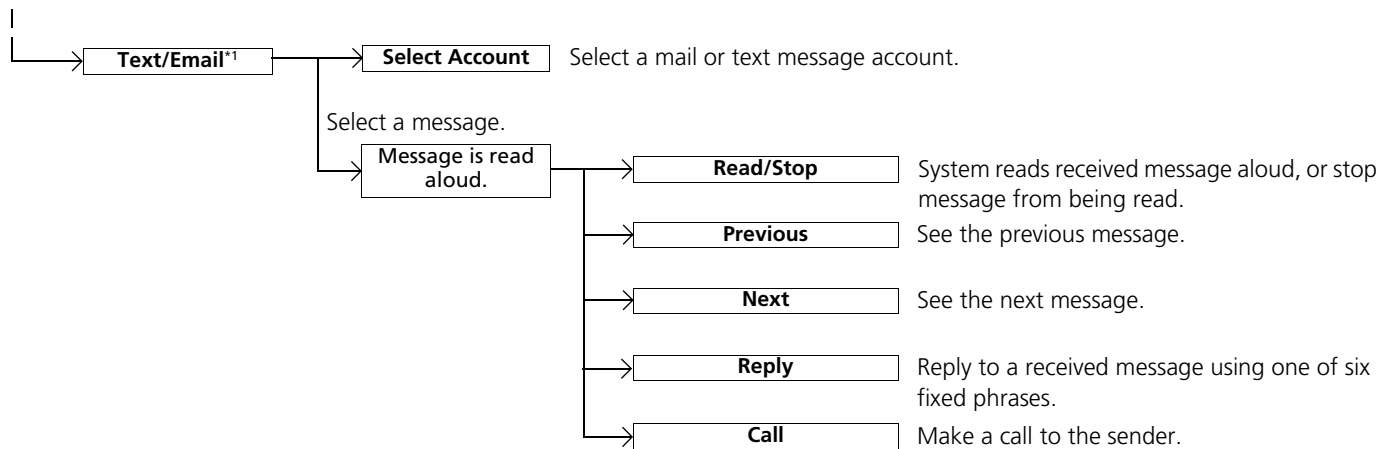 Text/Email*1
Select Account
Select a mail or text message account.
Select a message.
Message is read
aloud.
Read/Stop
System reads received message aloud, or stop
message from being read.
Previous
See the previous message.
Next
See the next message.
Reply
Reply to a received message using one of six
fixed phrases.
Call
Make a call to the sender.